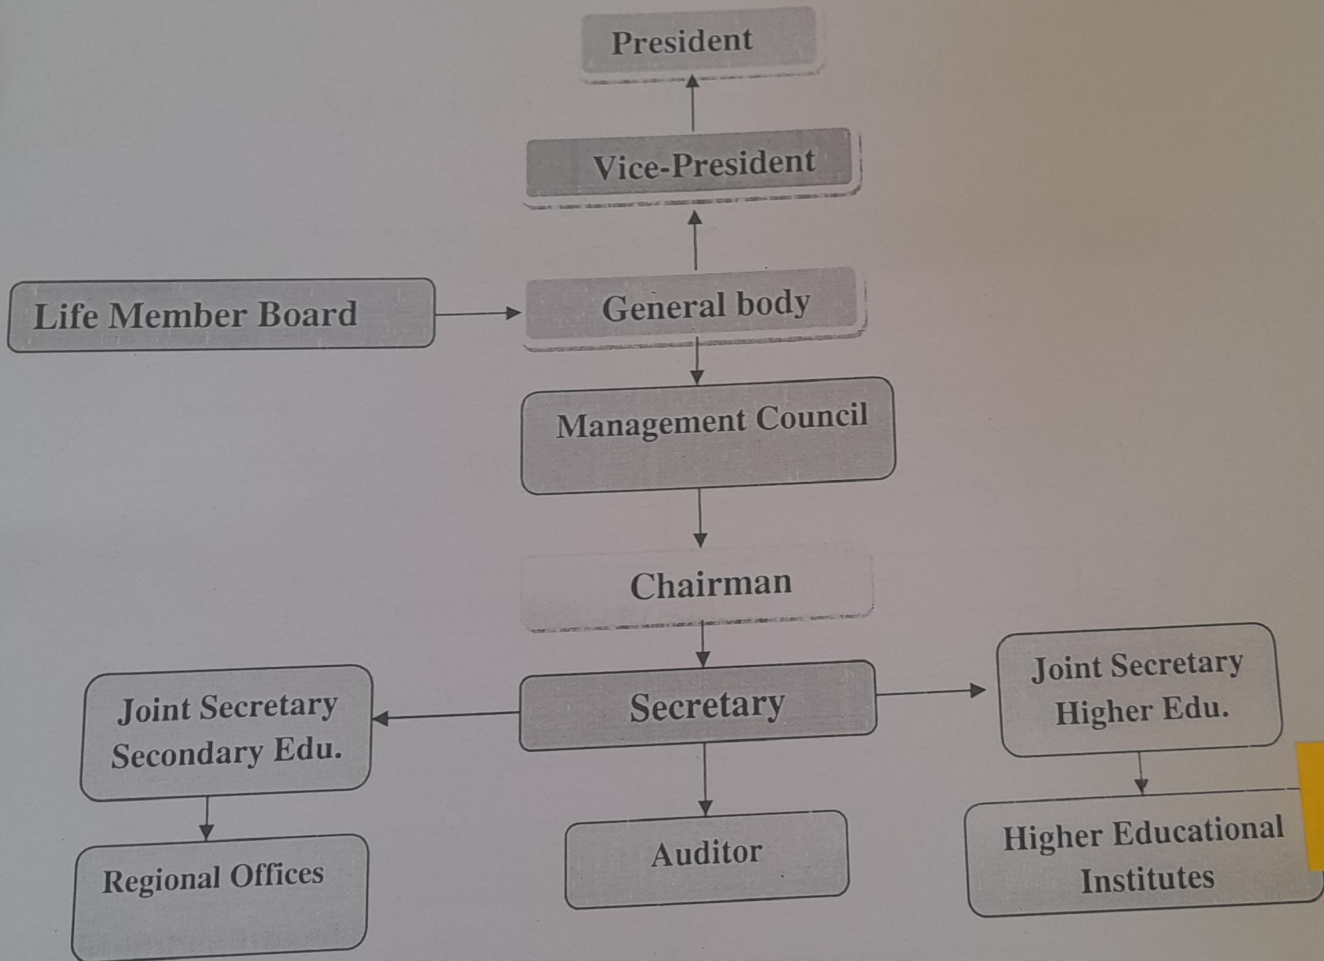 President
Vice-President
Life Member Board
General body
Management Council
Chairman
Joint Secretary
Secondary Edu.
Secretary
Joint Secretary
Higher Edu.
Regional Offices
Auditor
Higher Educational
Institutes